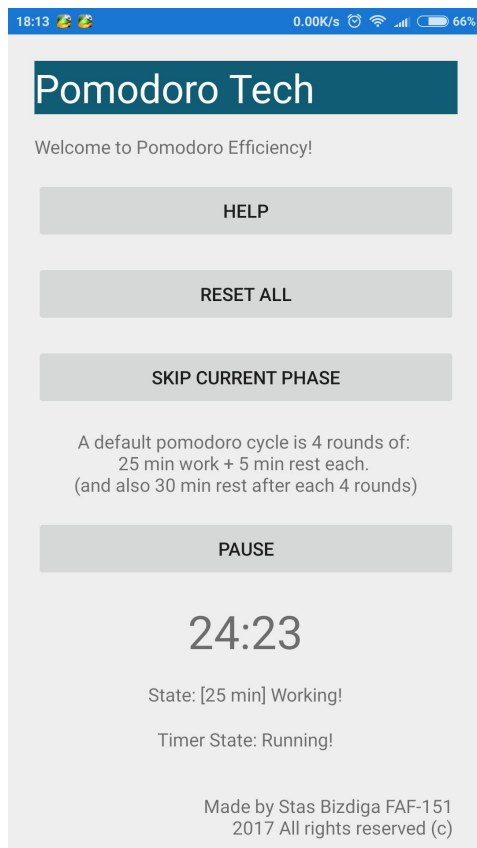 18:13 0.00K/s 66%
Pomodoro Tech
Welcome to Pomodoro Efficiency!
HELP
RESET ALL
SKIP CURRENT PHASE
A default pomodoro cycle is 4 rounds of:
25 min work + 5 min rest each.
(and also 30 min rest after each 4 rounds)
PAUSE
24:23
State: [25 min] Working!
Timer State: Running!
Made by Stas Bizdiga FAF-151
2017 All rights reserved (c)